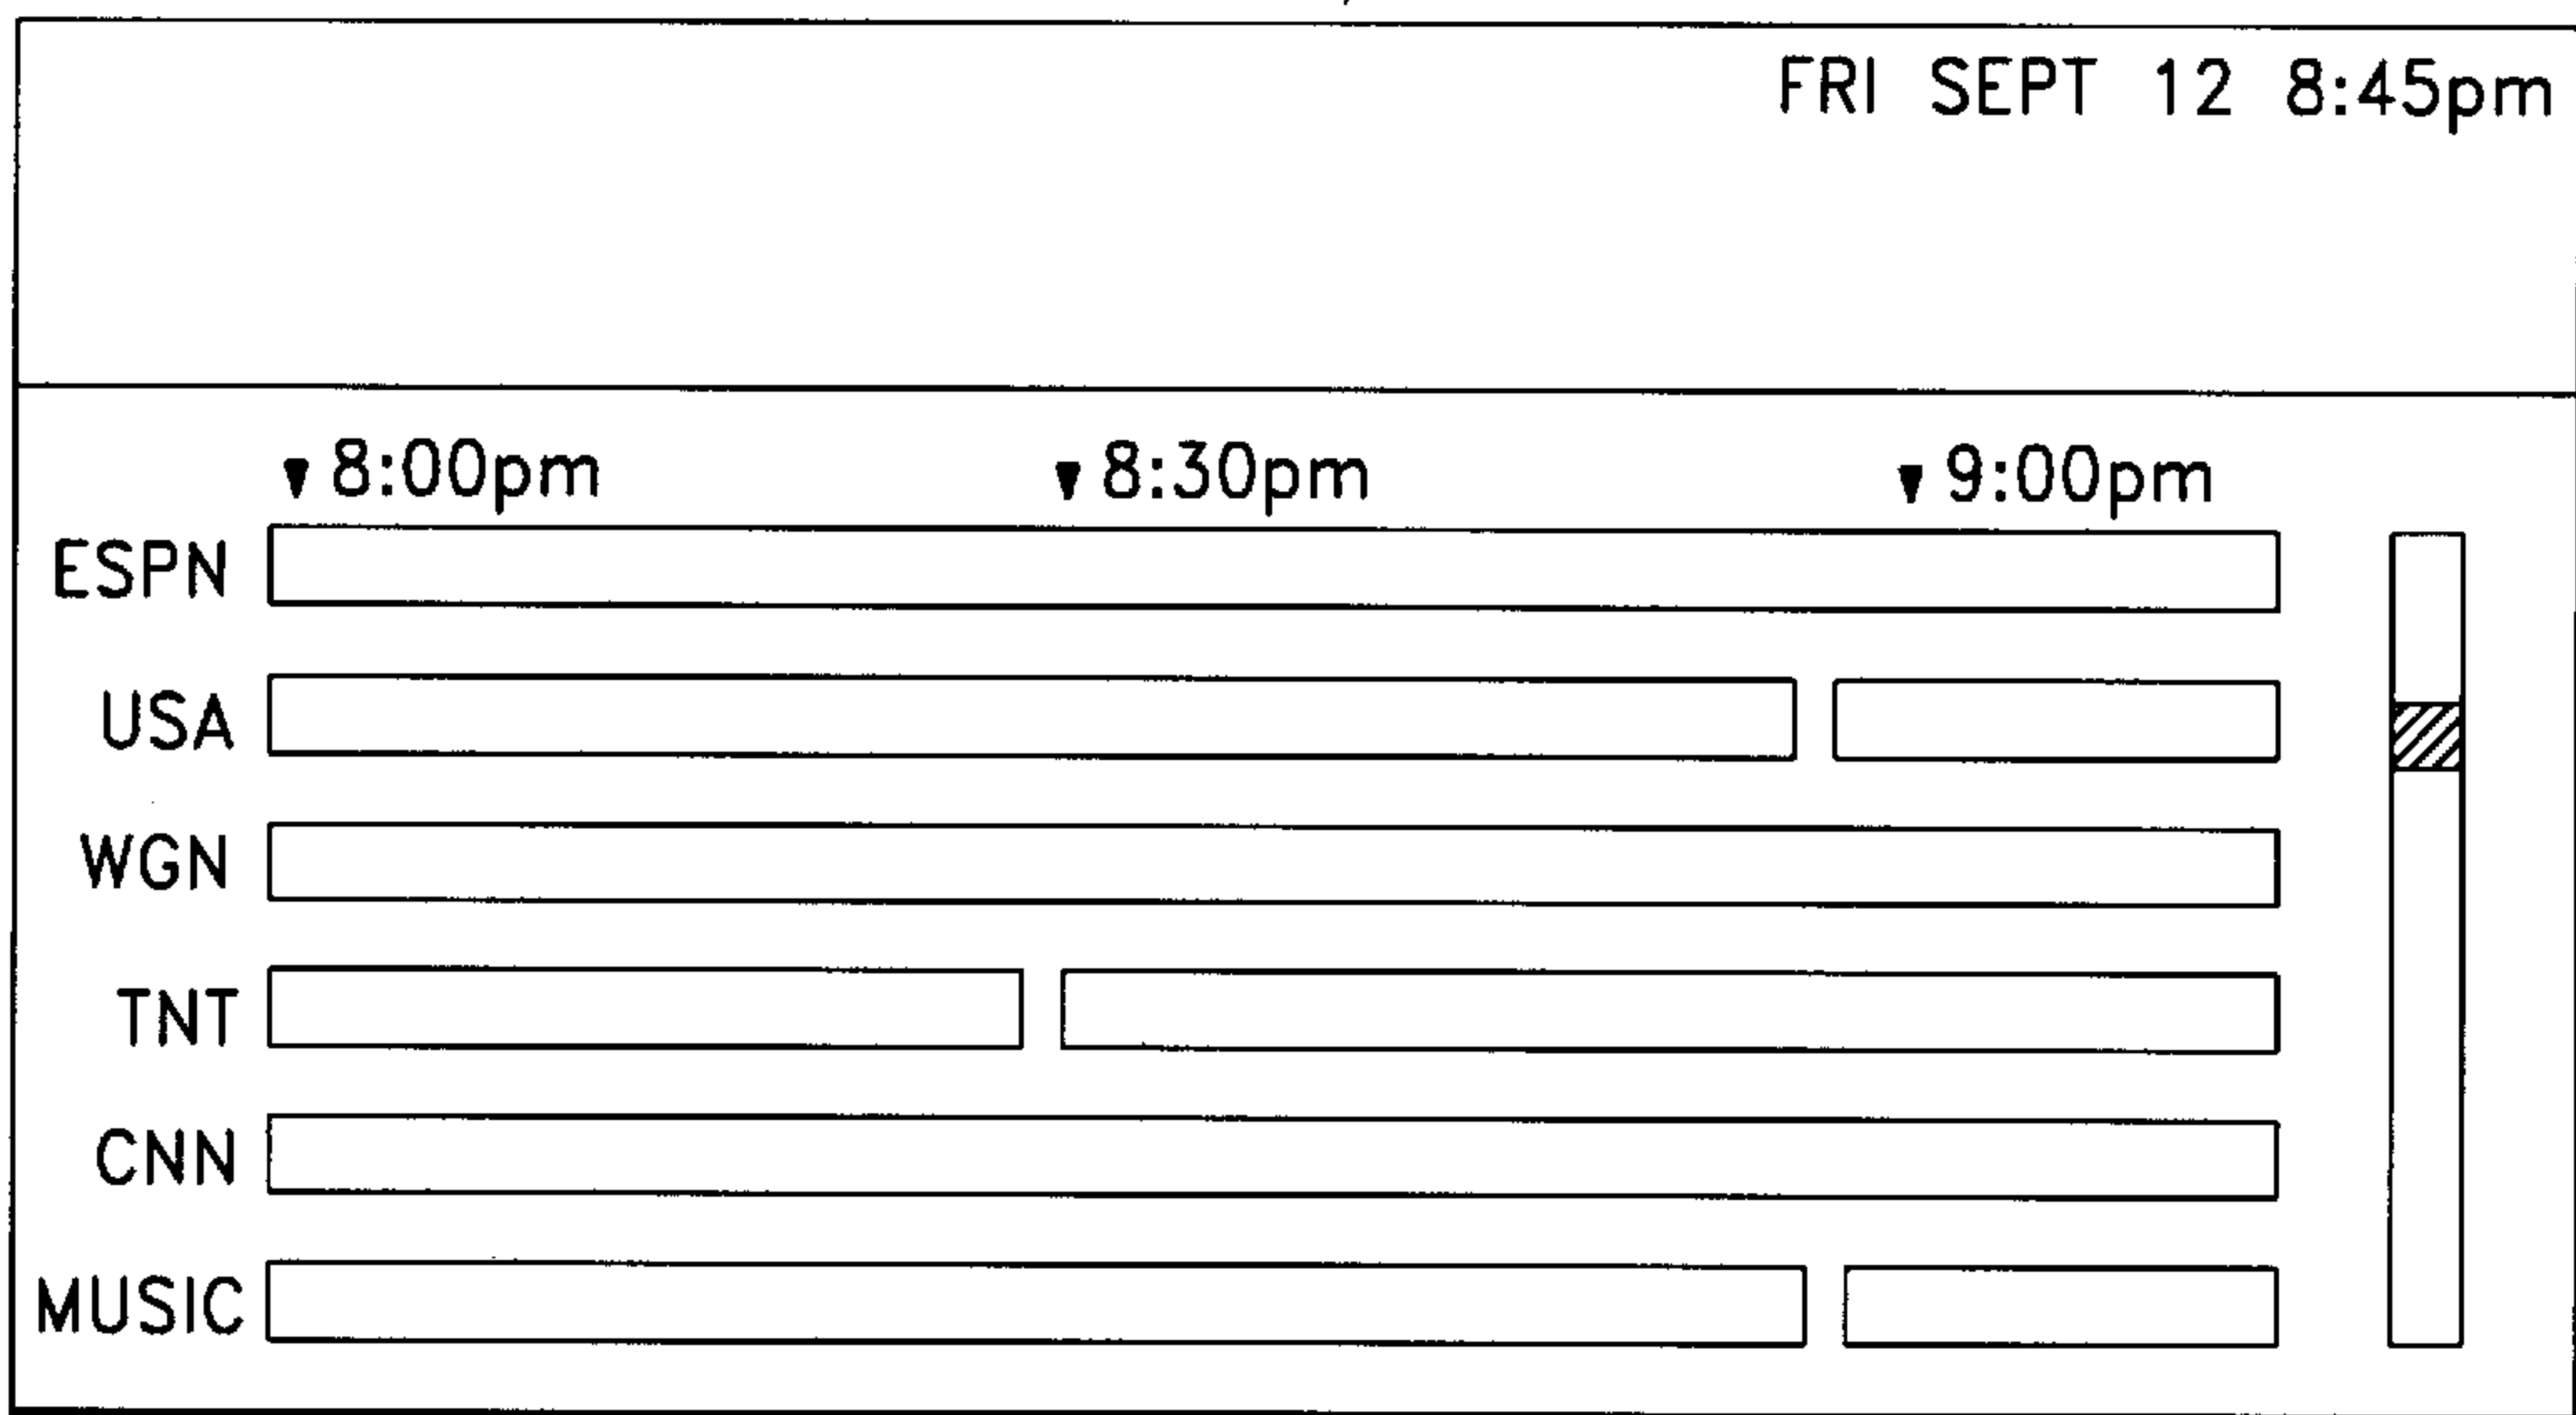 FRI SEPT 12 8:45pm
8:00pm 8:30pm 9:00pm
ESPN
USA
WGN
TNT
CNN
MUSIC